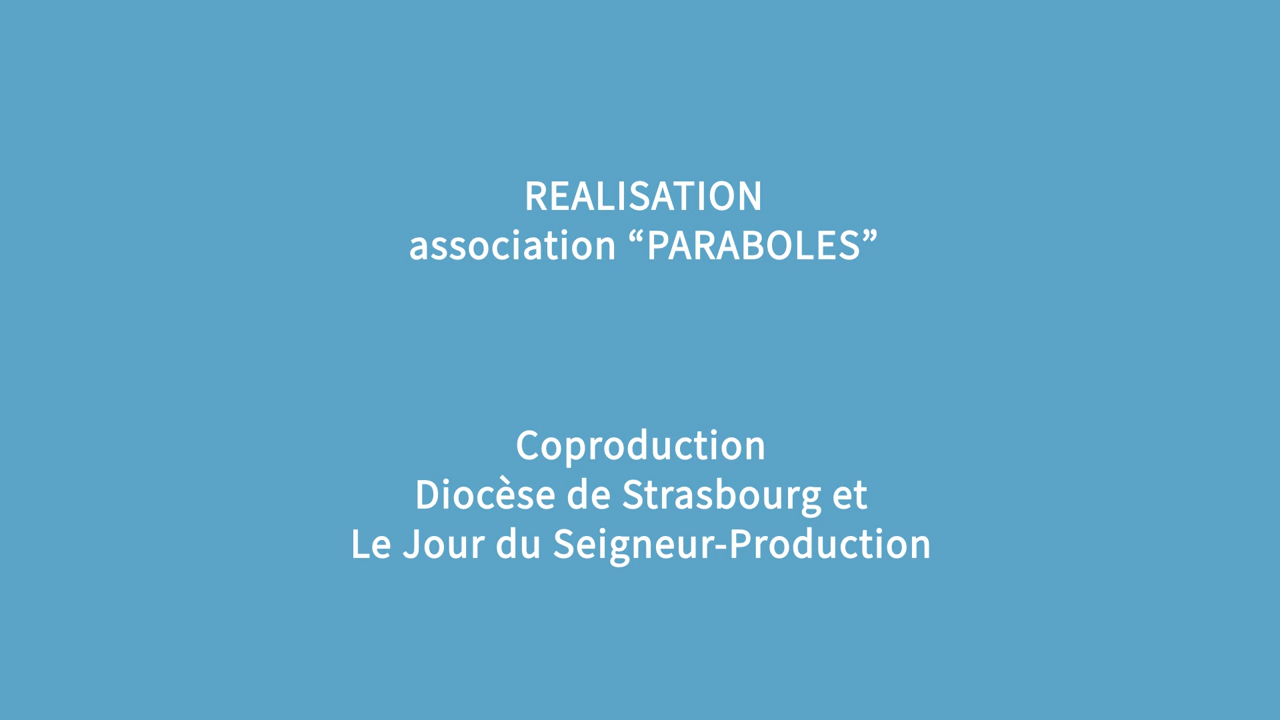 REALISATION
association “PARABOLES”
Coproduction
Diocèse de Strasbourg et
Le Jour du Seigneur-Production